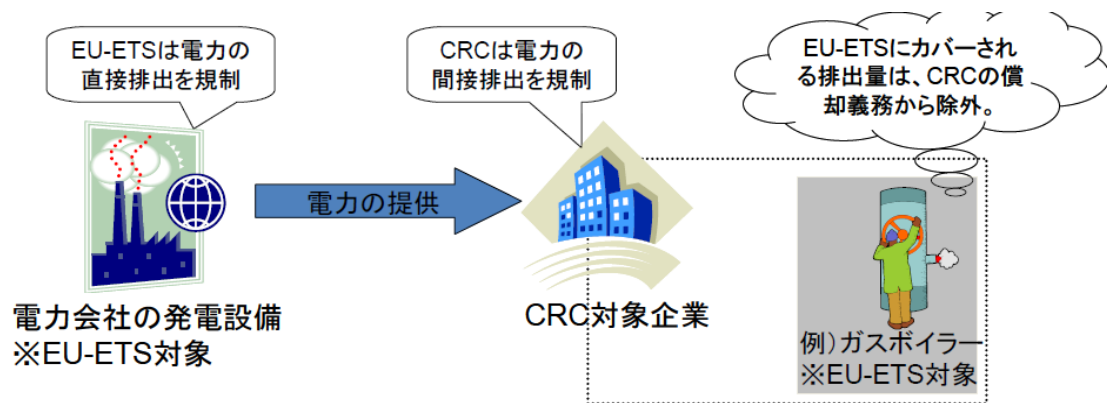 EU-ETSは電力の
直接排出を規制
CRCは電力の
間接排出を規制
EU-ETSにカバーされ
る排出量は、CRCの償
却義務から除外。
電力の提供
電力会社の発電設備
※EU-ETS対象
CRC対象企業
例)ガスボイラー
※EU-ETS対象